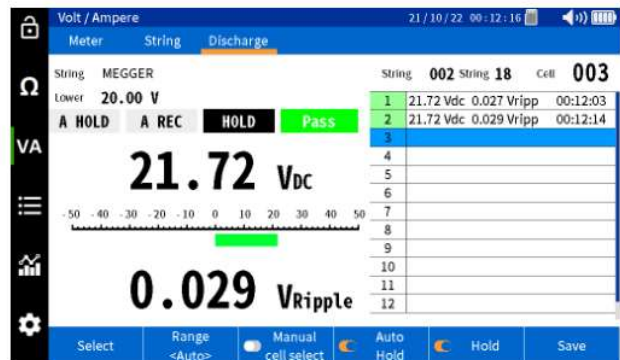 Volt / Ampere 21/10/22 00:12:16
Meter String Discharge
String MEGGER
Lower 20.00 V
A HOLD A REC HOLD Pass
21.72 VDC
-50 -40 -30 -20 -10 0 10 20 30 40 50
0.029 VRipple
String 002 String 18 Cell 003
1 21.72 Vdc 0.027 Vripp 00:12:03
2 21.72 Vdc 0.029 Vripp 00:12:14
3
4
5
6
7
8
9
10
11
12
Ω
VA
Select
Range
<Auto>
Manual
cell select
Auto
Hold
Hold
Save